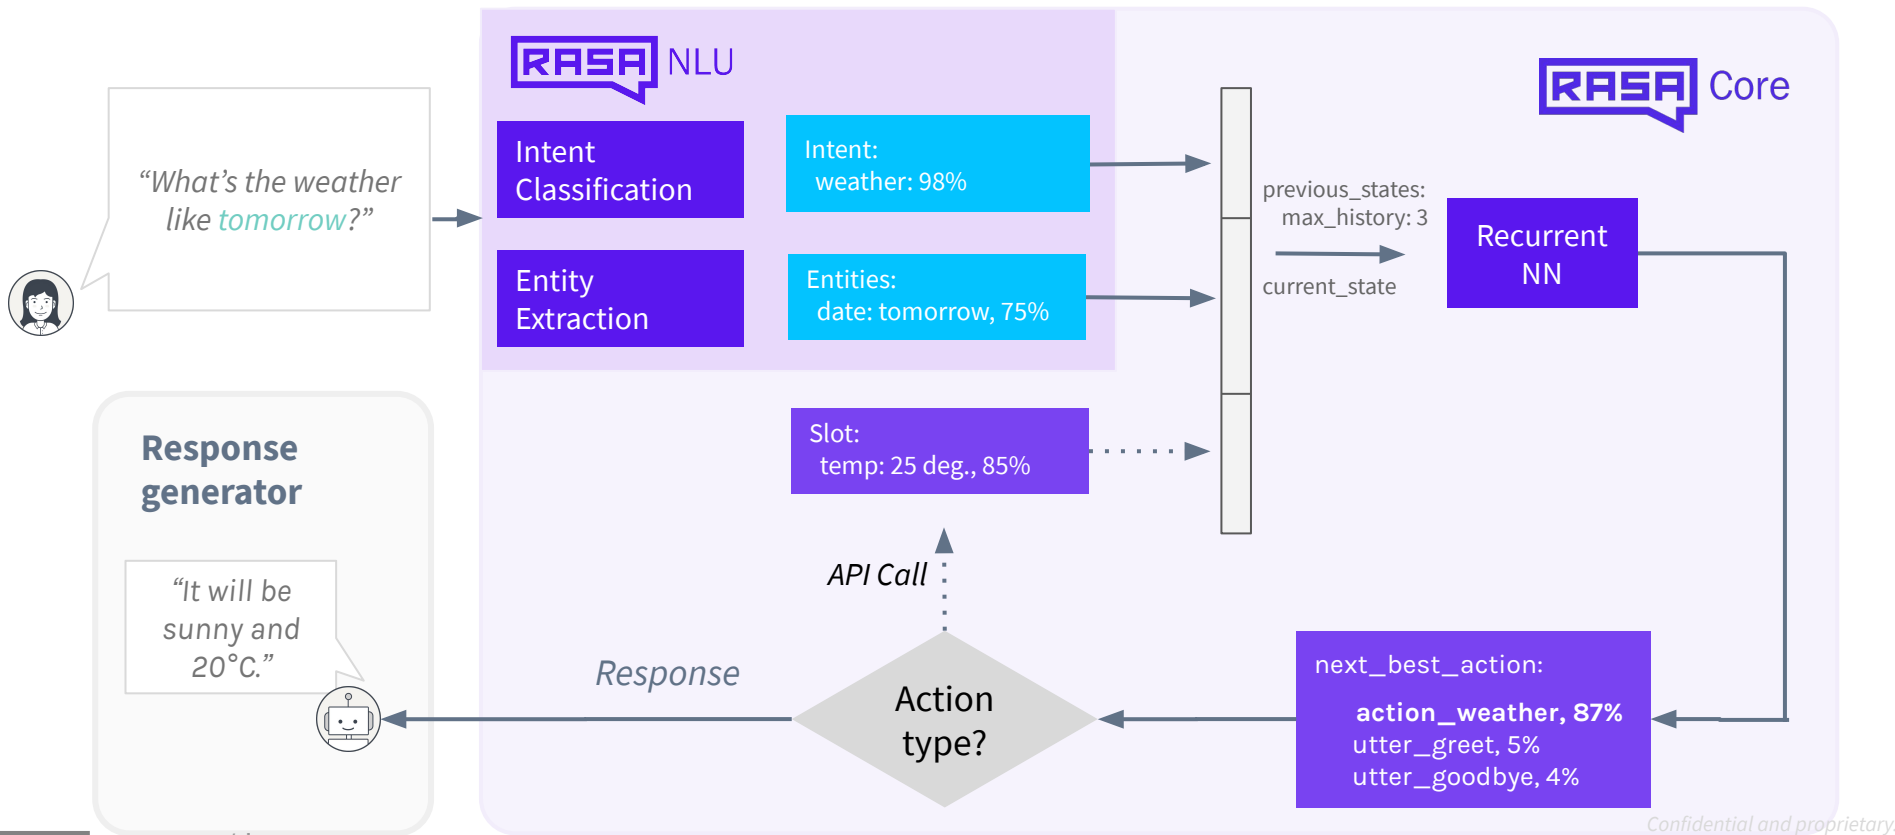 RASA NLU
RASA Core
“What’s the weather
like tomorrow?”
Intent
Classification
Intent:
weather: 98%
Entity
Extraction
Entities:
date: tomorrow, 75%
previous_states:
max_history: 3
current_state
Recurrent
NN
Slot:
temp: 25 deg., 85%
API Call
Response
generator
“It will be
sunny and
20°C.”
Response
Action
type?
next_best_action:
action_weather, 87%
utter_greet, 5%
utter_goodbye, 4%
Confidential and proprietary.